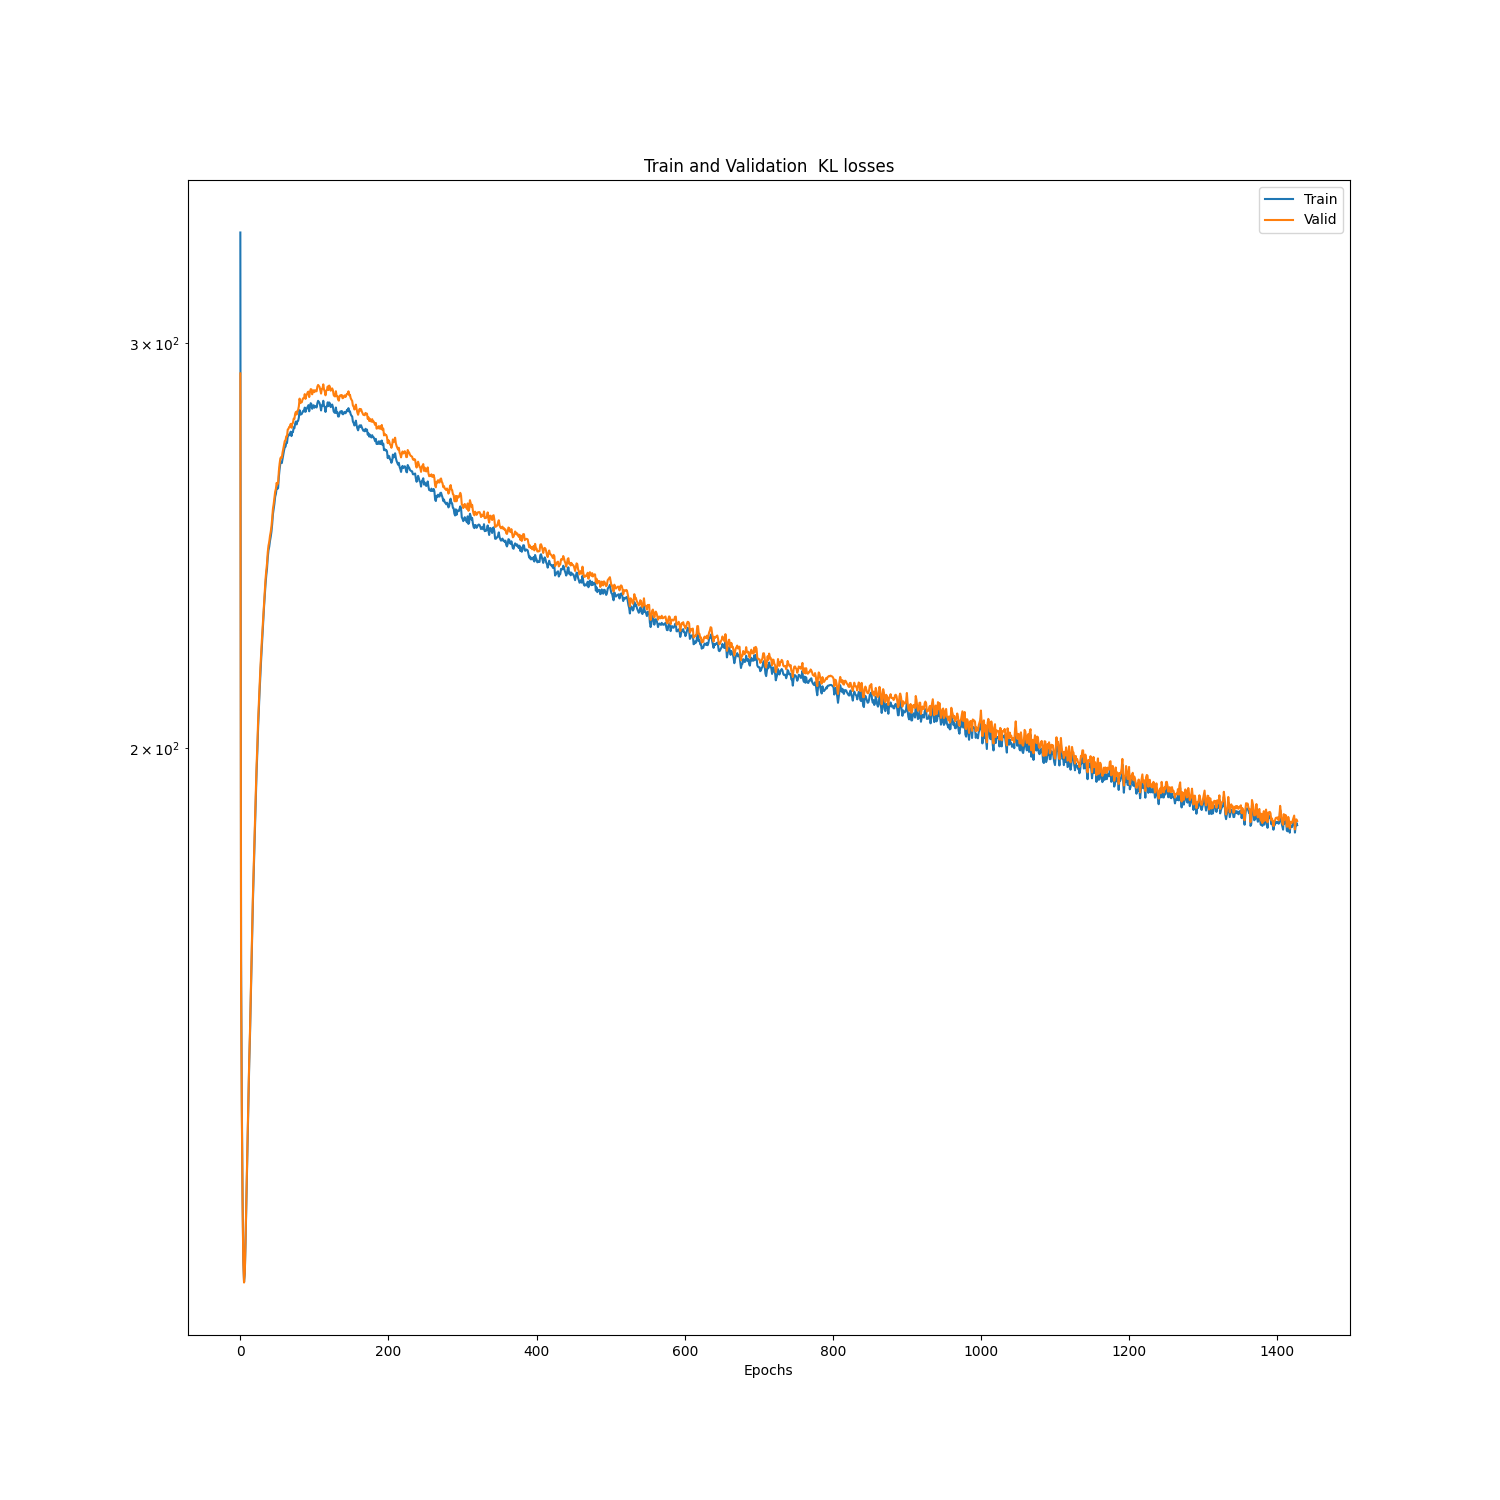 Train and Validation  KL losses
Train
Valid
3 × 10²
2 × 10²
0 200 400 600 800 1000 1200 1400
Epochs